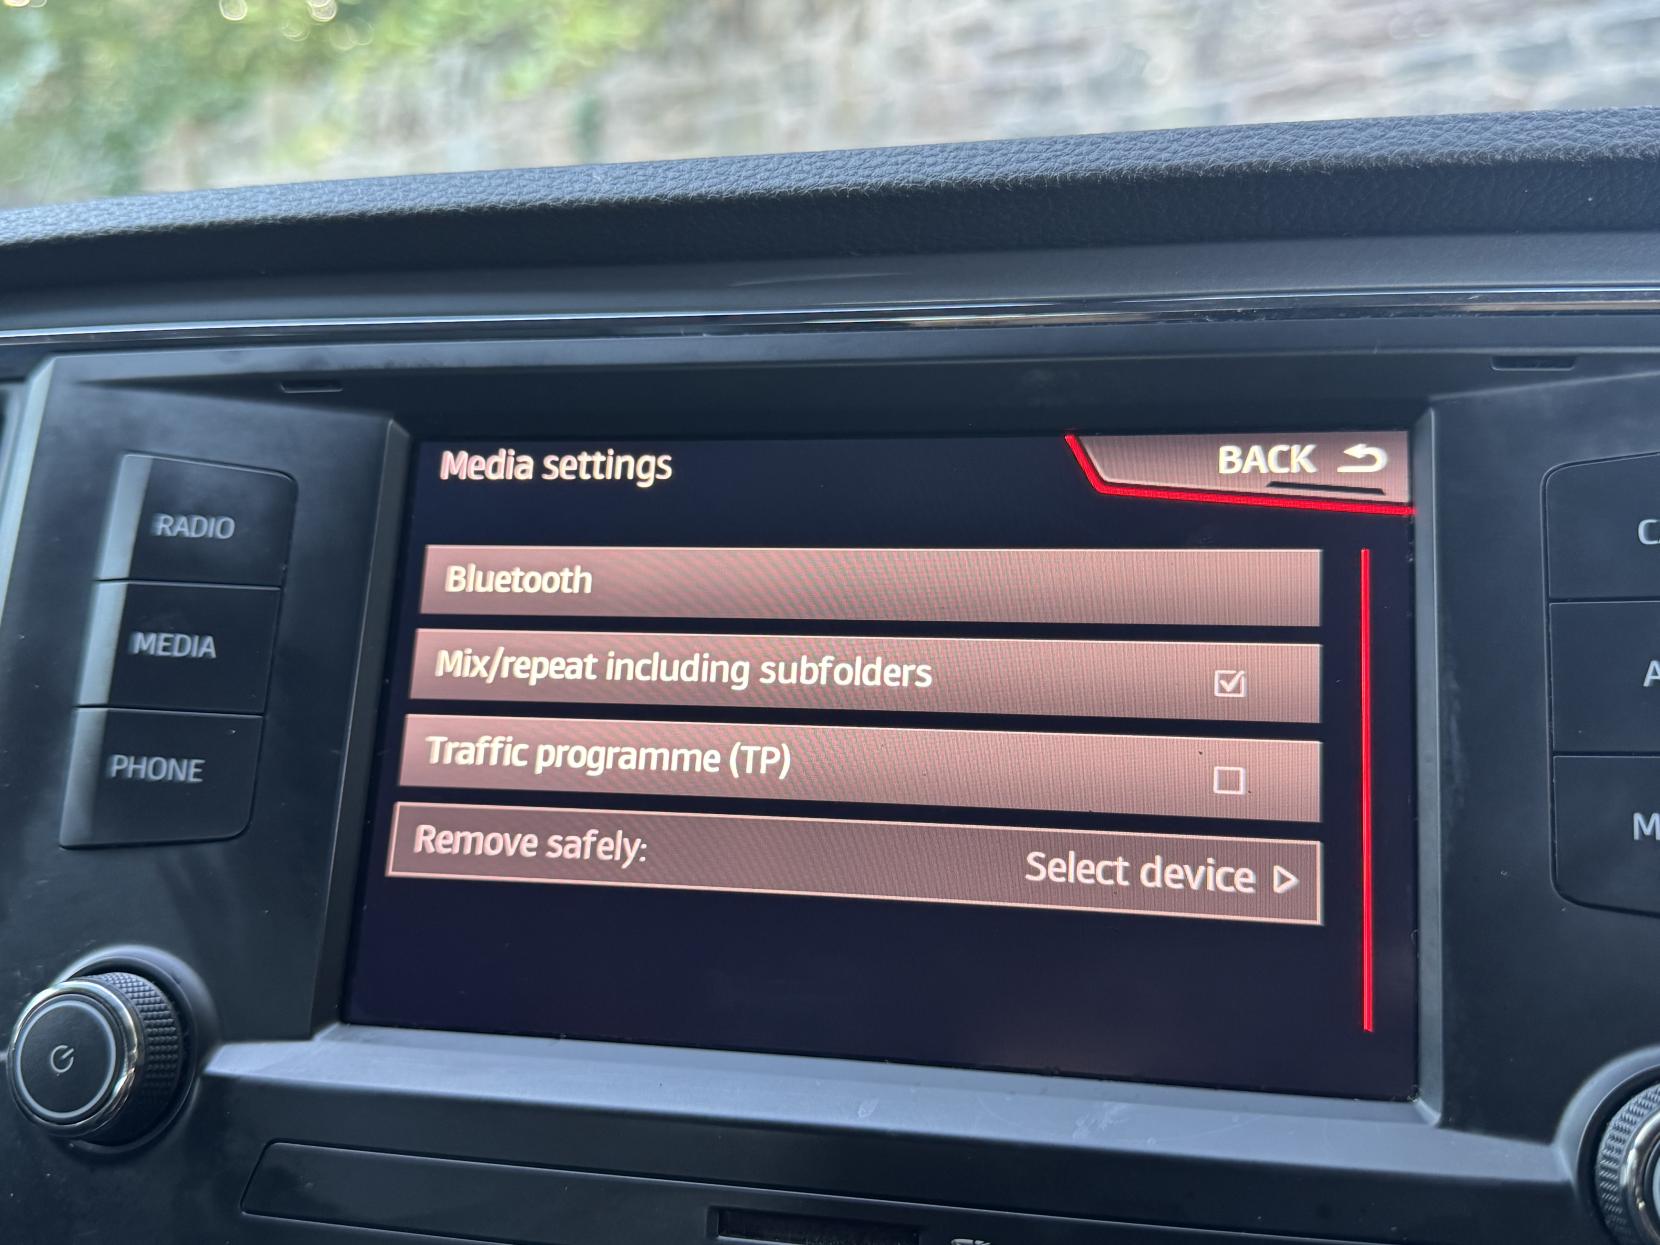 Media settings
BACK
RADIO
Bluetooth
MEDIA
Mix/repeat including subfolders
Traffic programme (TP)
PHONE
Remove safely:
Select device